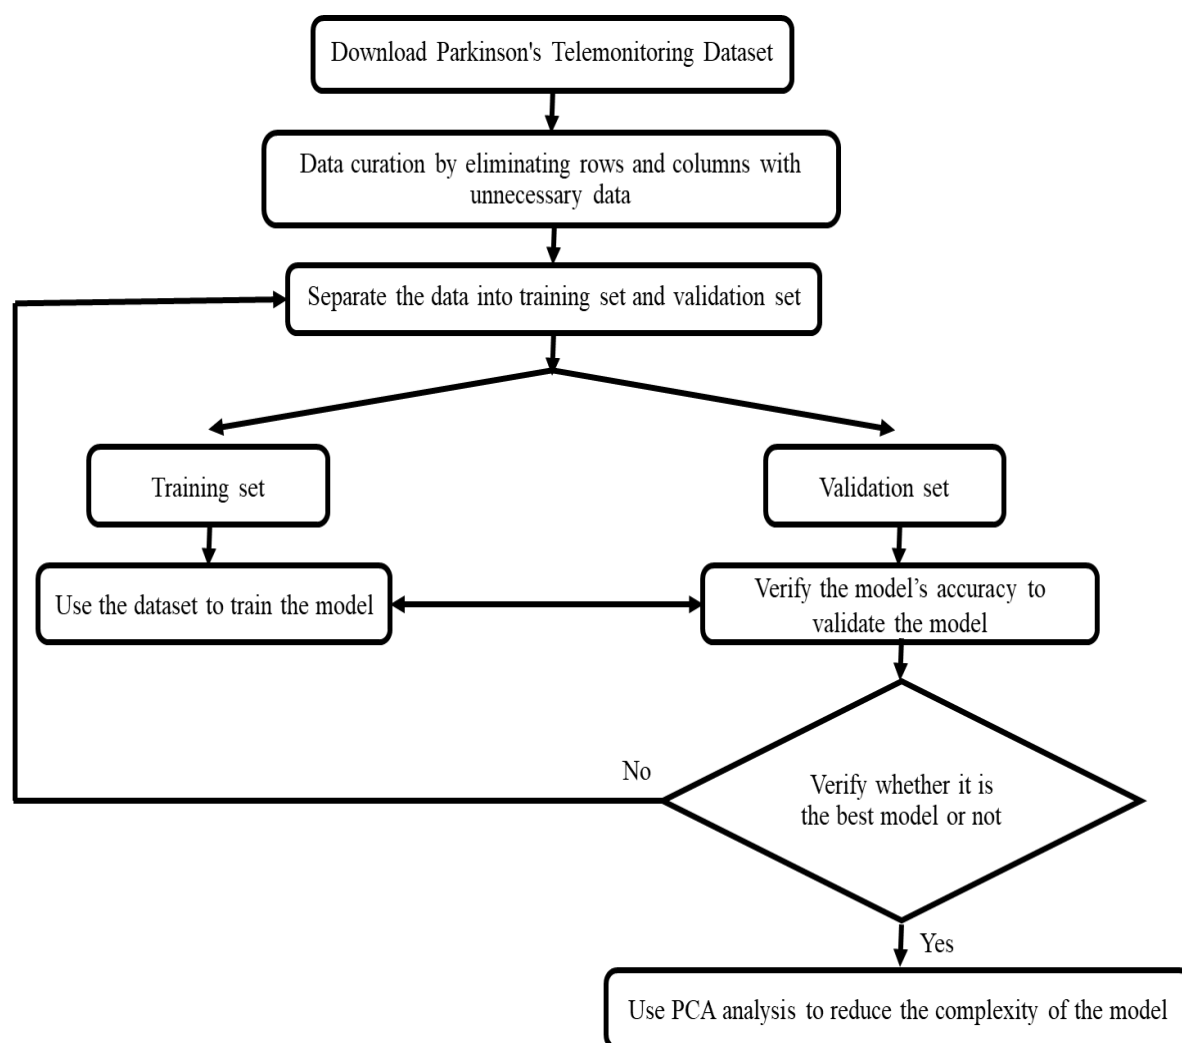 Download Parkinson's Telemonitoring Dataset
Data curation by eliminating rows and columns with
unnecessary data
Separate the data into training set and validation set
Training set
Validation set
Use the dataset to train the model
Verify the model’s accuracy to
validate the model
No
Verify whether it is
the best model or not
Yes
Use PCA analysis to reduce the complexity of the model